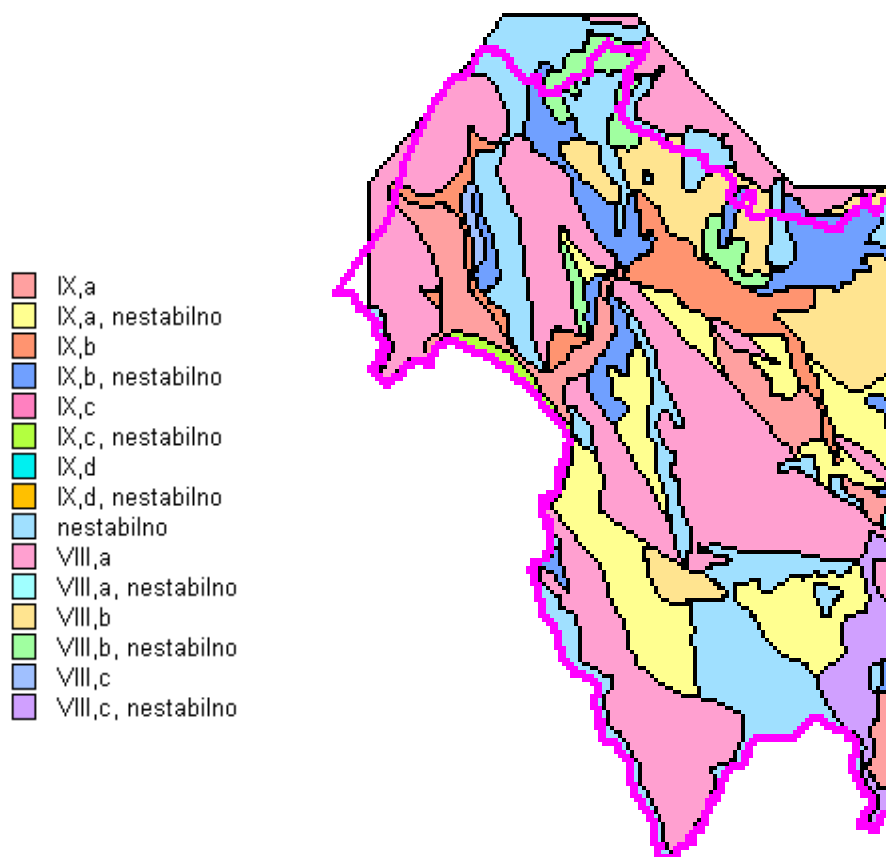 IX,a
IX,a, nestabilno
IX,b
IX,b, nestabilno
IX,c
IX,c, nestabilno
IX,d
IX,d, nestabilno
nestabilno
VIII,a
VIII,a, nestabilno
VIII,b
VIII,b, nestabilno
VIII,c
VIII,c, nestabilno